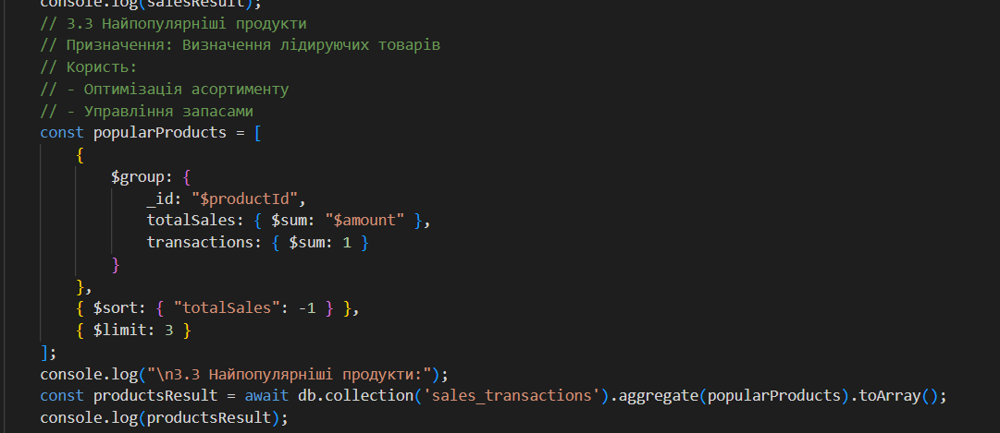 console.log(salesResult);
// 3.3 Найпопулярніші продукти
// Призначення: Визначення лідируючих товарів
// Користь:
// - Оптимізація асортименту
// - Управління запасами
const popularProducts = [
    {
        $group: {
            _id: "$productId",
            totalSales: { $sum: "$amount" },
            transactions: { $sum: 1 }
        }
    },
    { $sort: { "totalSales": -1 } },
    { $limit: 3 }
];
console.log("\n3.3 Найпопулярніші продукти:");
const productsResult = await db.collection('sales_transactions').aggregate(popularProducts).toArray();
console.log(productsResult);